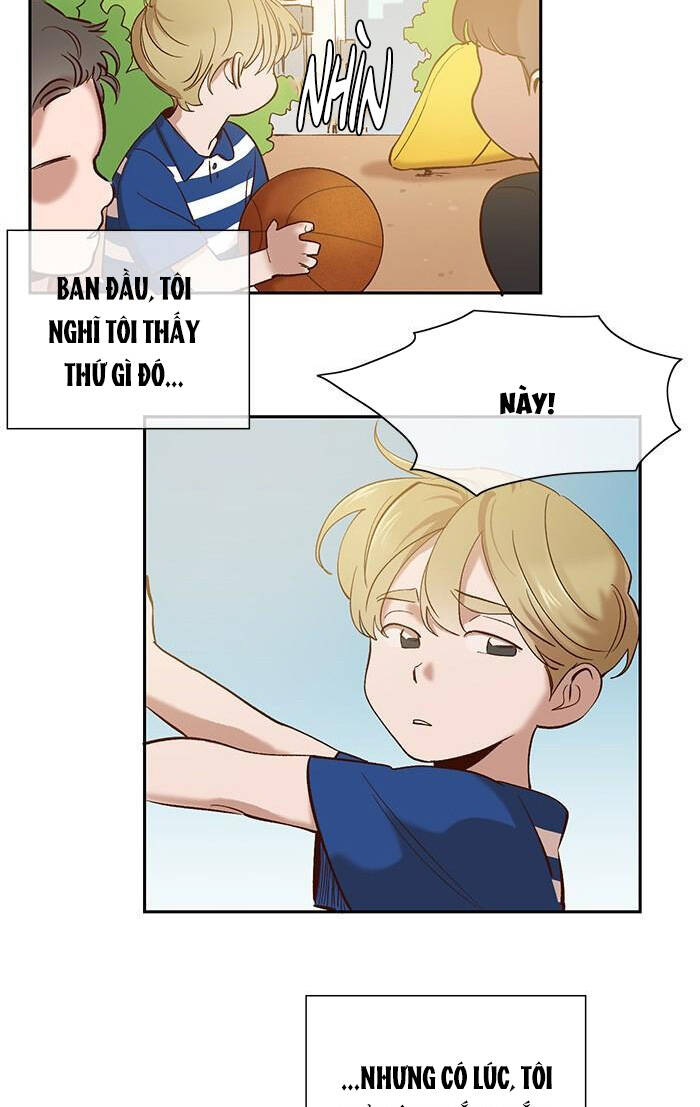 NHÌN
BAN ĐẦU, TÔI
NGHĨ TÔI THẤY
THỨ GÌ ĐÓ...
NÀY!
...NHƯNG CÓ LÚC, TÔI